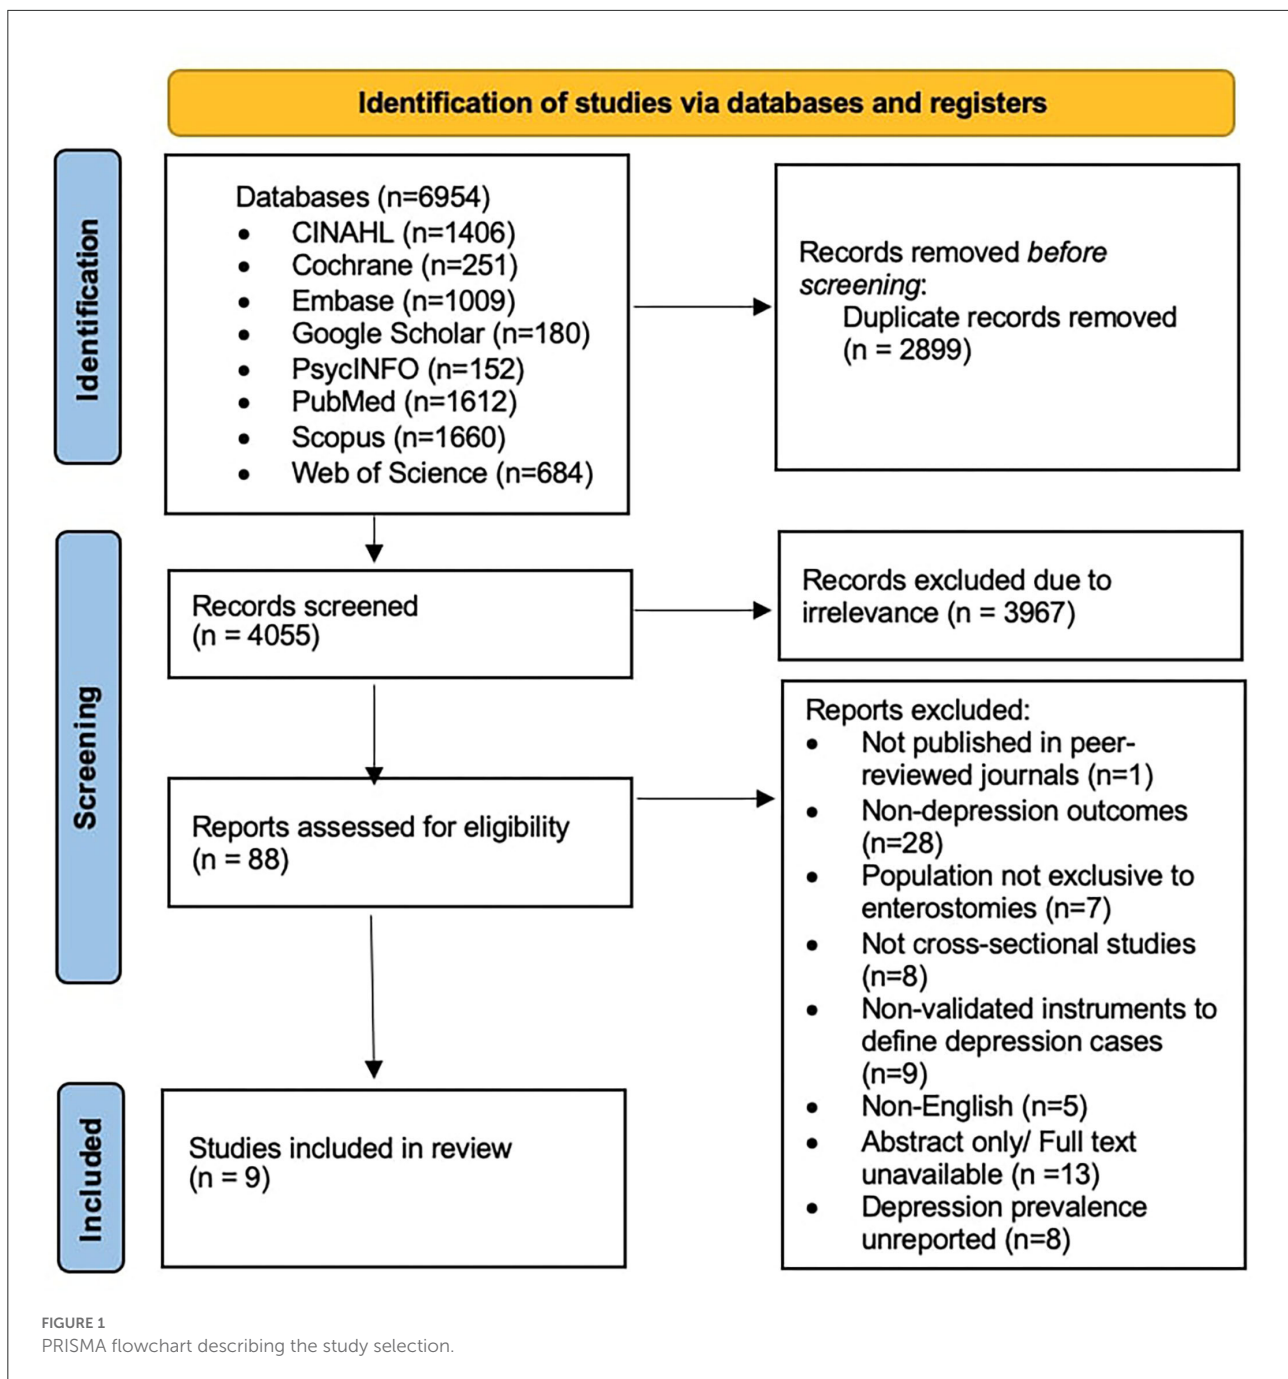 Identification of studies via databases and registers
Identification
Databases (n=6954)
• CINAHL (n=1406)
• Cochrane (n=251)
• Embase (n=1009)
• Google Scholar (n=180)
• PsycINFO (n=152)
• PubMed (n=1612)
• Scopus (n=1660)
• Web of Science (n=684)
Records removed before
screening:
Duplicate records removed
(n = 2899)
Screening
Records screened
(n = 4055)
Records excluded due to
irrelevance (n = 3967)
Reports assessed for eligibility
(n = 88)
Reports excluded:
• Not published in peer-
reviewed journals (n=1)
• Non-depression outcomes
(n=28)
• Population not exclusive to
enterostomies (n=7)
• Not cross-sectional studies
(n=8)
• Non-validated instruments to
define depression cases
(n=9)
• Non-English (n=5)
• Abstract only/ Full text
unavailable (n =13)
• Depression prevalence
unreported (n=8)
Included
Studies included in review
(n = 9)
FIGURE 1
PRISMA flowchart describing the study selection.